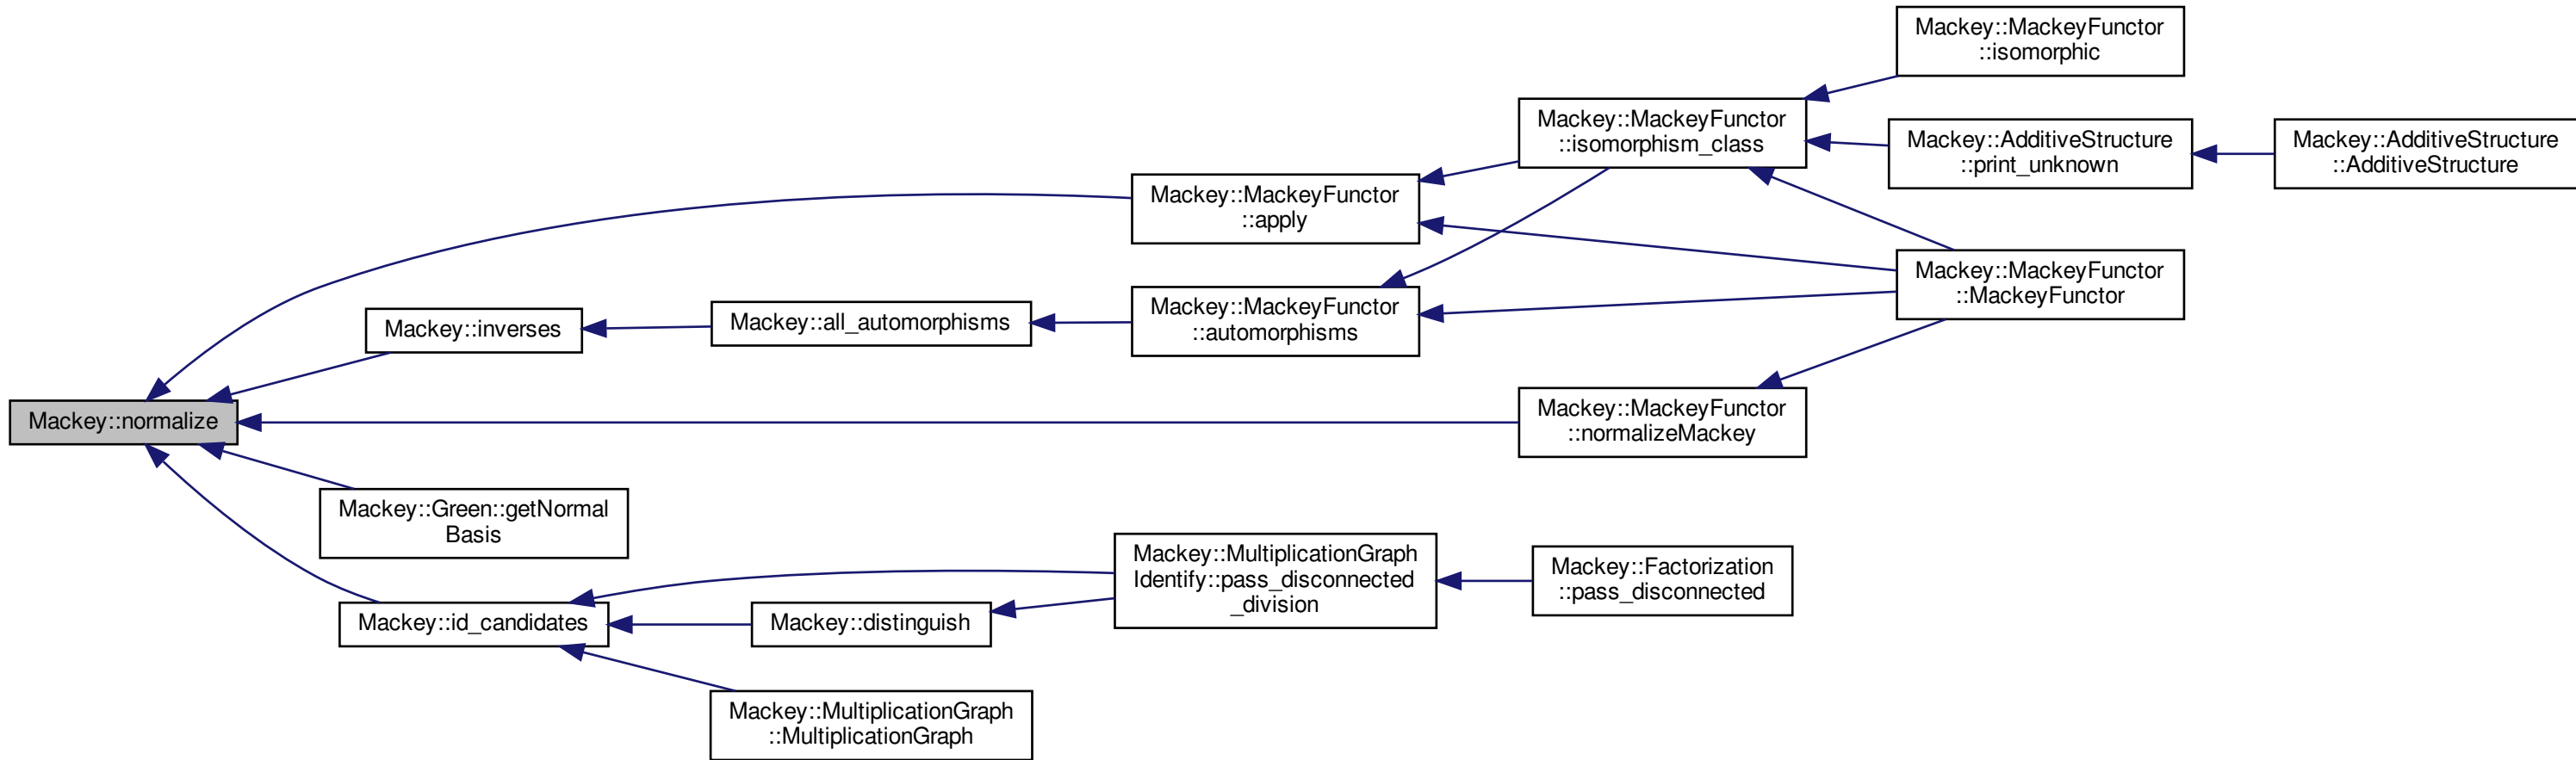 Mackey::normalize
Mackey::MackeyFunctor
::apply
Mackey::MackeyFunctor
::isomorphism_class
Mackey::MackeyFunctor
::isomorphic
Mackey::AdditiveStructure
::print_unknown
Mackey::AdditiveStructure
::AdditiveStructure
Mackey::MackeyFunctor
::MackeyFunctor
Mackey::inverses
Mackey::all_automorphisms
Mackey::MackeyFunctor
::automorphisms
Mackey::MackeyFunctor
::normalizeMackey
Mackey::Green::getNormal
Basis
Mackey::id_candidates
Mackey::distinguish
Mackey::MultiplicationGraph
Identify::pass_disconnected
_division
Mackey::Factorization
::pass_disconnected
Mackey::MultiplicationGraph
::MultiplicationGraph